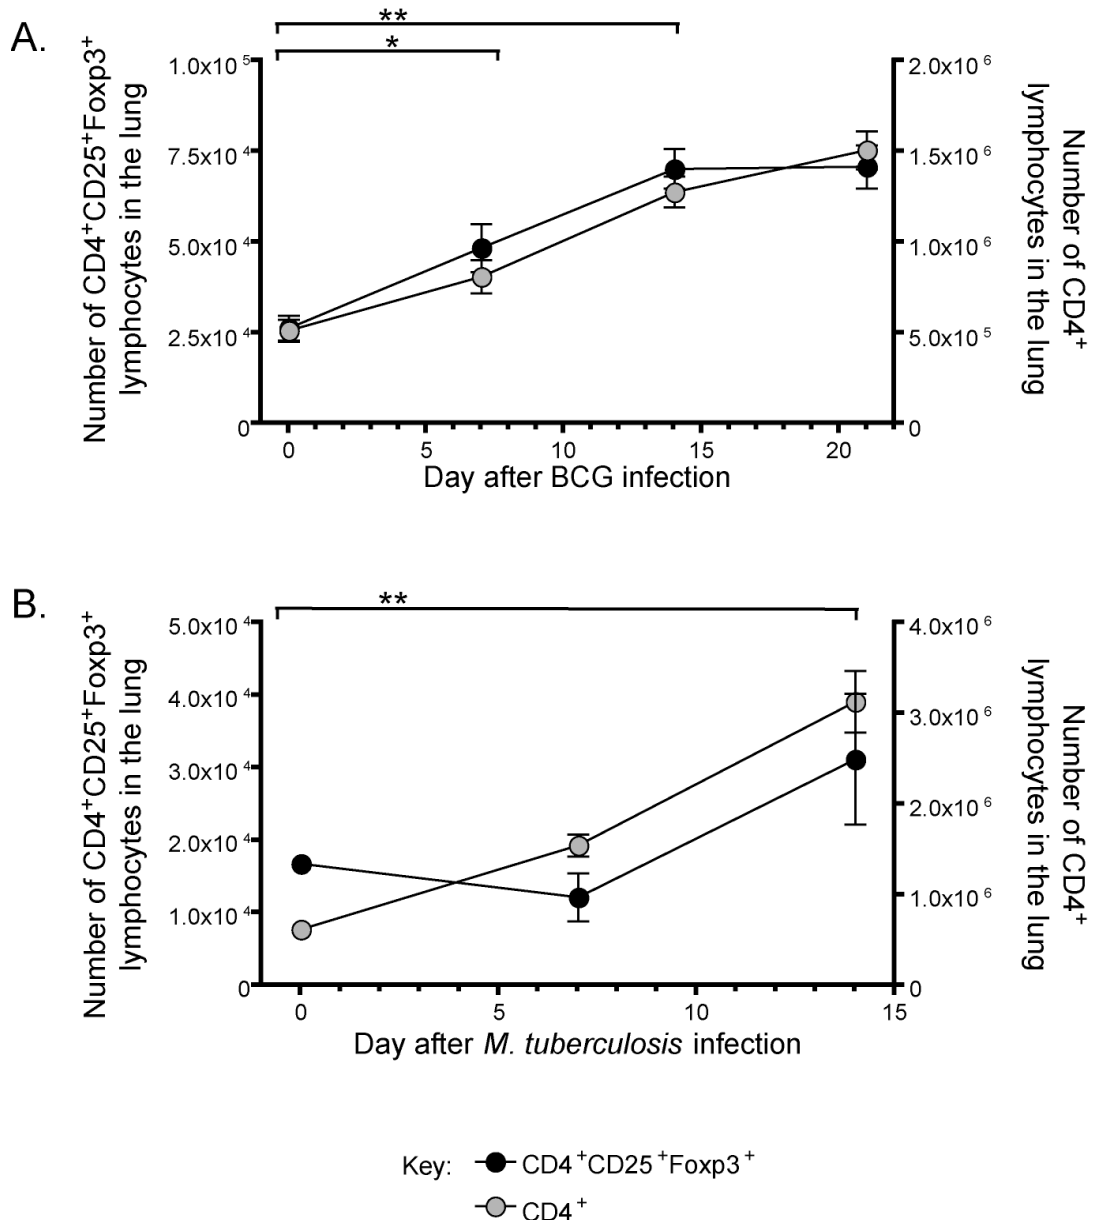 A.
**
*
Number of CD4⁺CD25⁺Foxp3⁺
lymphocytes in the lung
1.0x10⁵
7.5x10⁴
5.0x10⁴
2.5x10⁴
0
2.0x10⁶
1.5x10⁶
1.0x10⁶
5.0x10⁵
0
Number of CD4⁺
lymphocytes in the lung
0 5 10 15 20
Day after BCG infection
B.
**
Number of CD4⁺CD25⁺Foxp3⁺
lymphocytes in the lung
5.0x10⁴
4.0x10⁴
3.0x10⁴
2.0x10⁴
1.0x10⁴
0
4.0x10⁶
3.0x10⁶
2.0x10⁶
1.0x10⁶
0
Number of CD4⁺
lymphocytes in the lung
0 5 10 15
Day after M. tuberculosis infection
Key: CD4⁺CD25⁺Foxp3⁺
CD4⁺